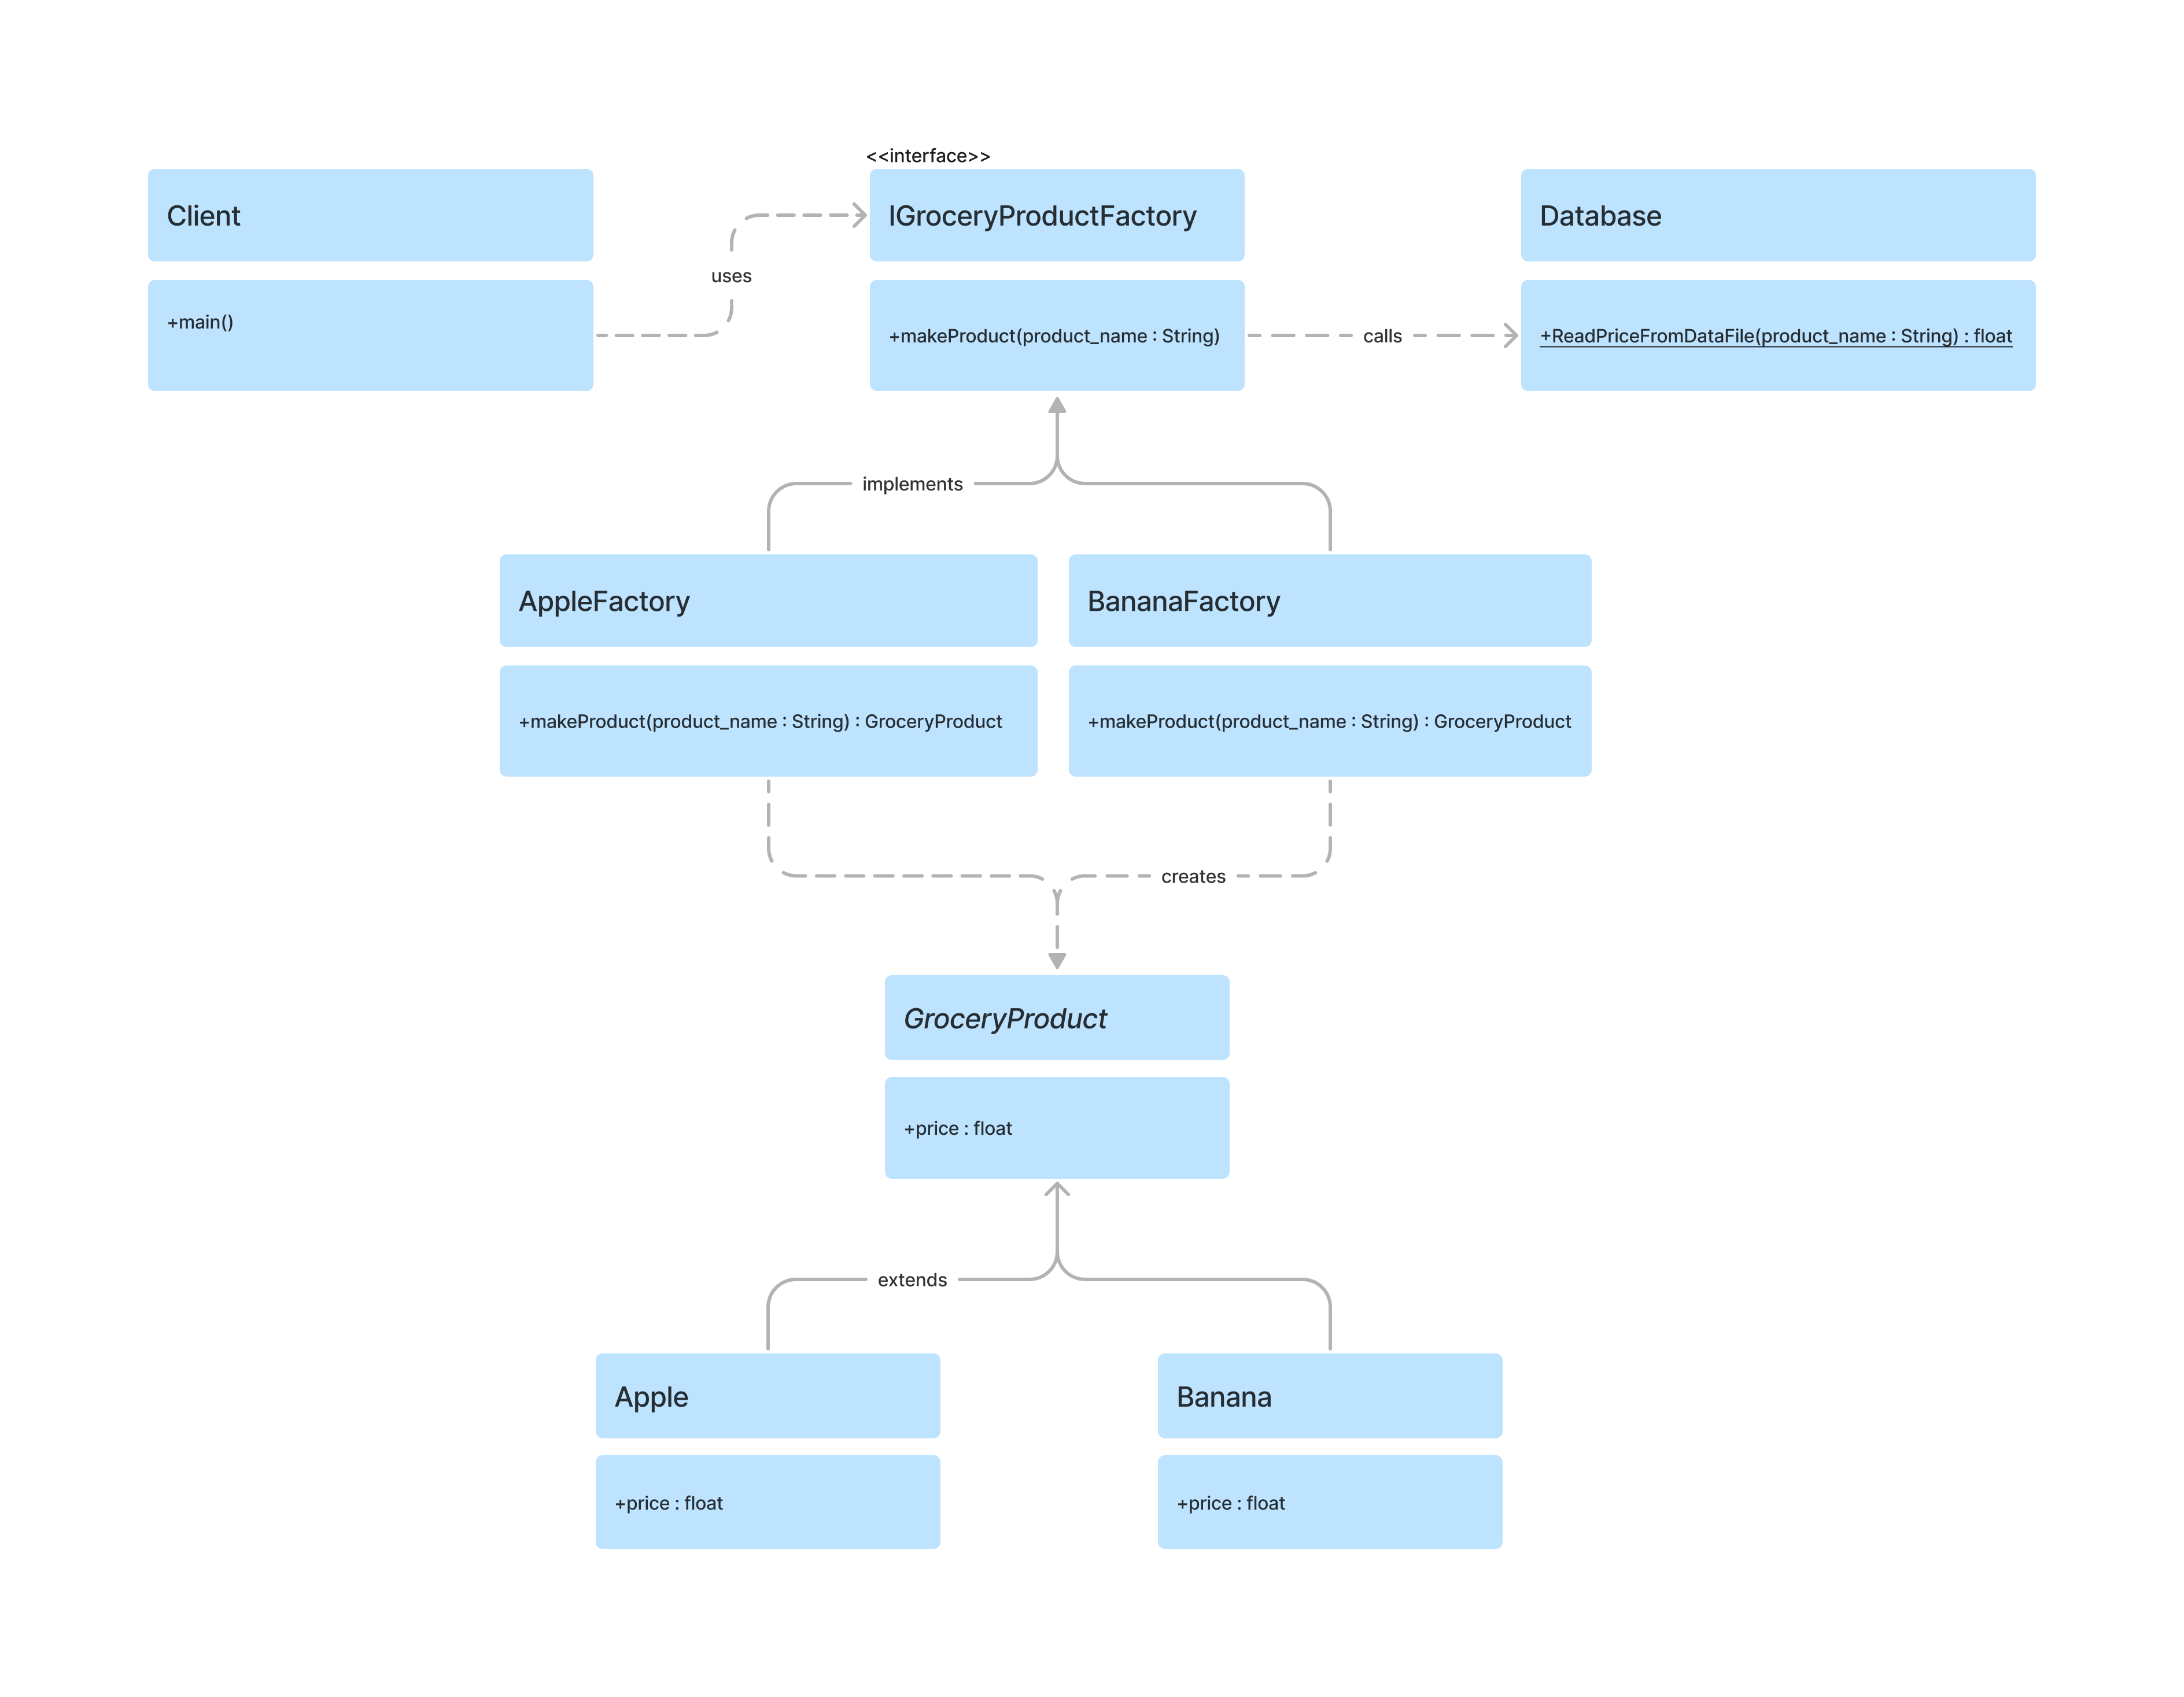 <<interface>>
Client
IGroceryProductFactory
Database
+main()
uses
+makeProduct(product_name : String)
calls
+ReadPriceFromDataFile(product_name : String) : float
implements
AppleFactory
BananaFactory
+makeProduct(product_name : String) : GroceryProduct
+makeProduct(product_name : String) : GroceryProduct
creates
GroceryProduct
+price : float
extends
Apple
Banana
+price : float
+price : float